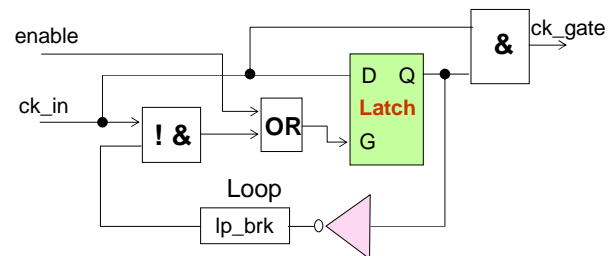 enable
&
ck_gate
D Q
Latch
G
ck_in
! &
OR
Loop
lp_brk